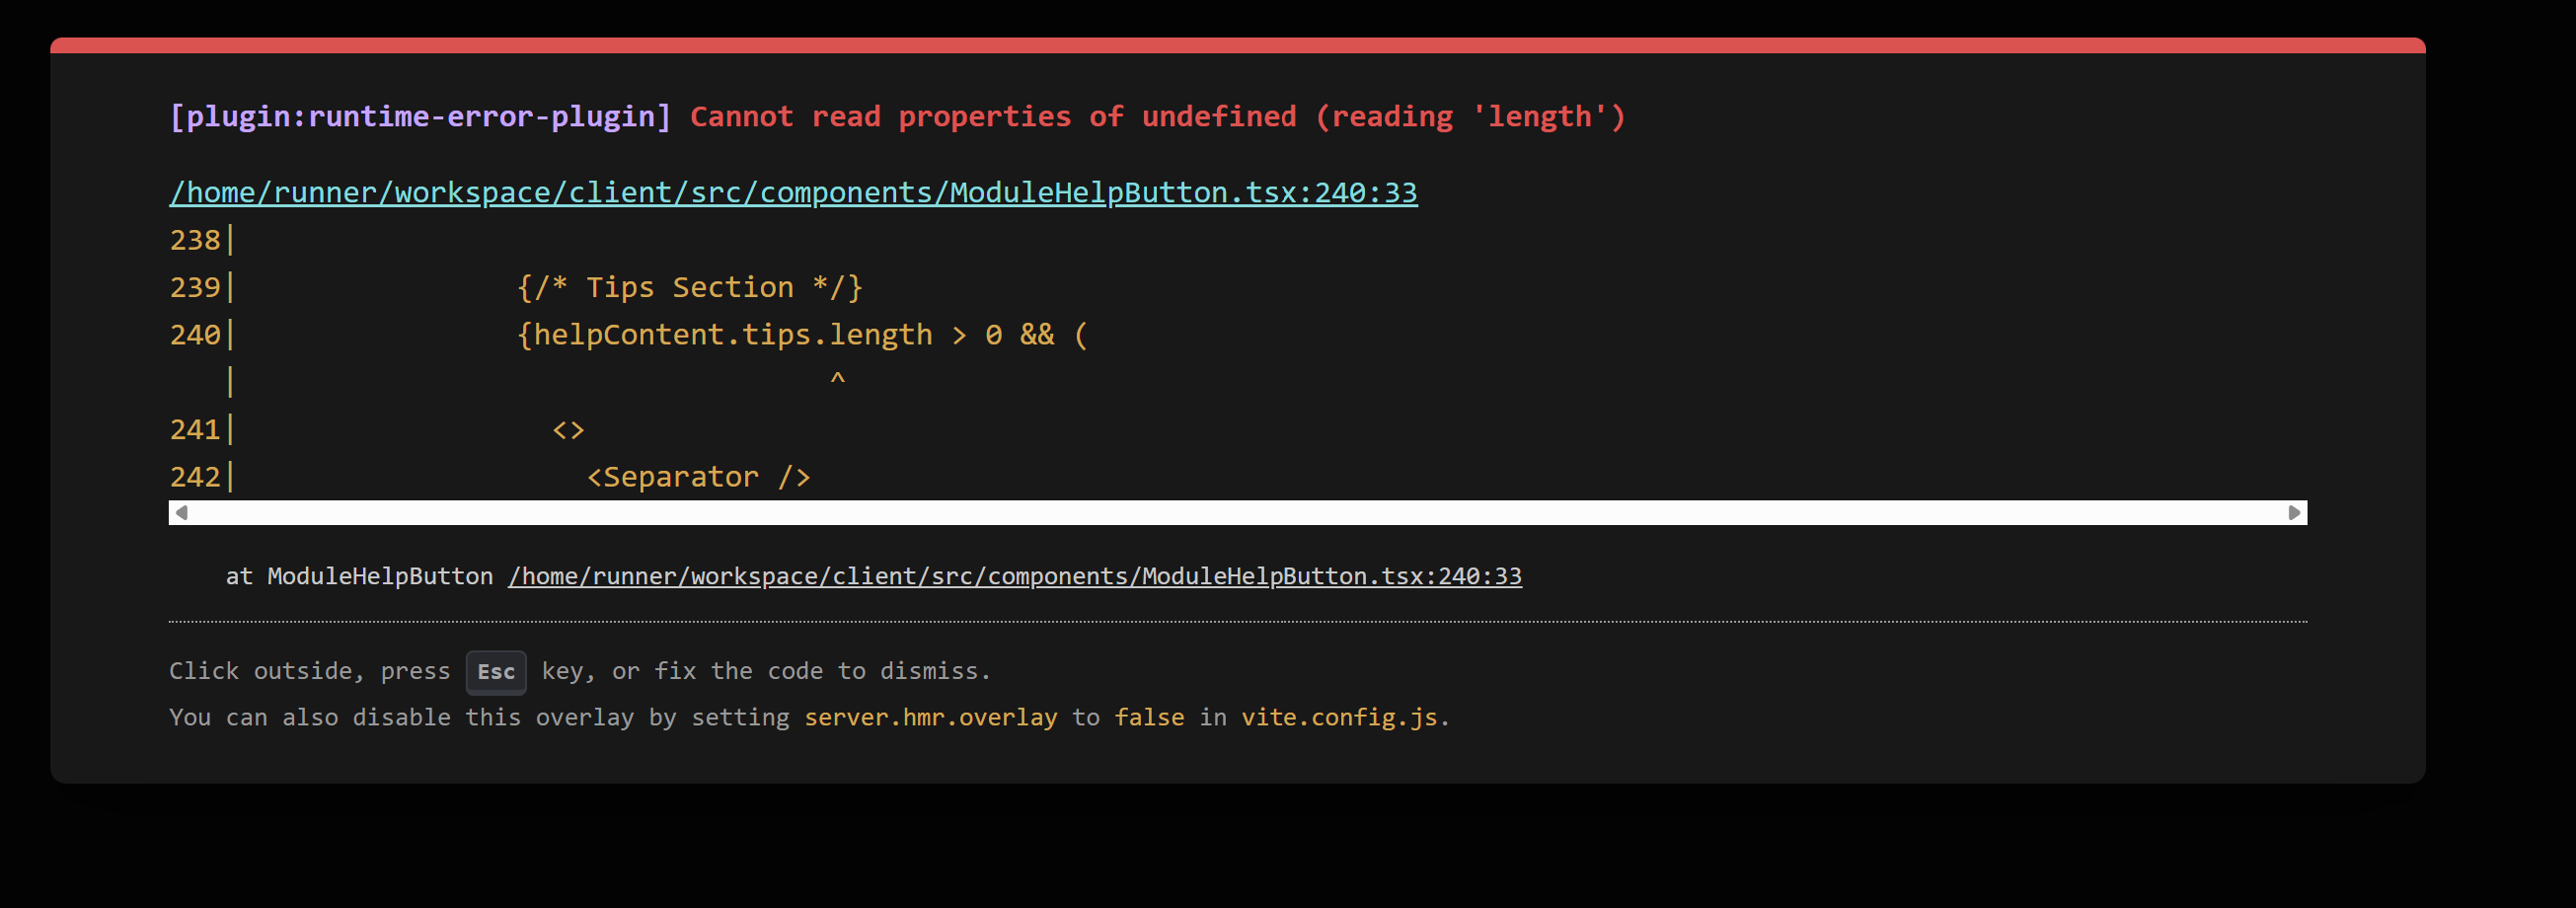 [plugin:runtime-error-plugin] Cannot read properties of undefined (reading 'length')
/home/runner/workspace/client/src/components/ModuleHelpButton.tsx:240:33
238|
239|                {/* Tips Section */}
240|                {helpContent.tips.length > 0 && (
   |                                  ^
241|                  <>
242|                    <Separator />
at ModuleHelpButton /home/runner/workspace/client/src/components/ModuleHelpButton.tsx:240:33
Click outside, press Esc key, or fix the code to dismiss.
You can also disable this overlay by setting server.hmr.overlay to false in vite.config.js.